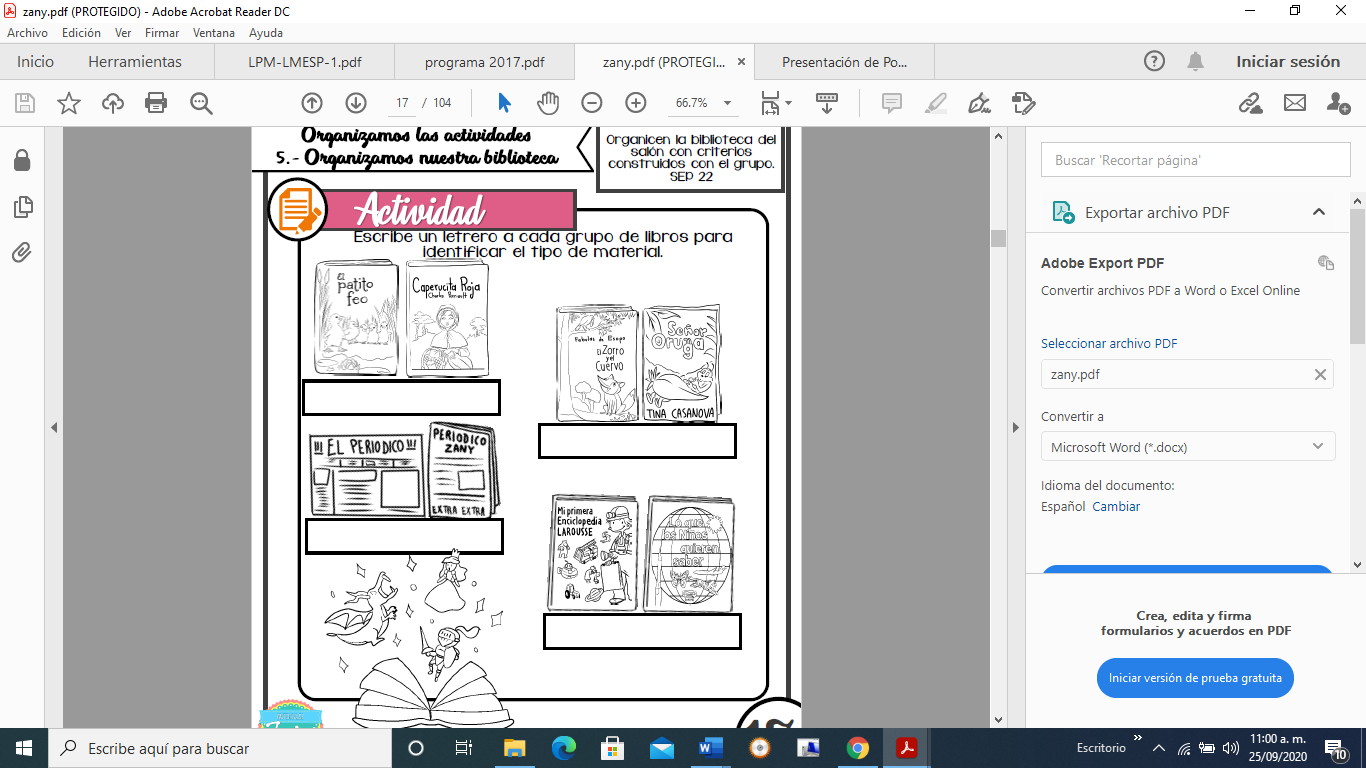 zany.pdf (PROTEGIDO) - Adobe Acrobat Reader DC
Archivo Edición Ver Firmar Ventana Ayuda
Inicio Herramientas LPM-LMESP-1.pdf programa 2017.pdf zany.pdf (PROTEGI... Presentación de Po... Iniciar sesión
17 / 104 66.7%
Organizamos las actividades
5.- Organizamos nuestra biblioteca
Organicen la biblioteca del
salón con criterios
construidos con el grupo.
SEP 22
Actividad
Escribe un letrero a cada grupo de libros para
identificar el tipo de material.
El
patito
feo
Caperucita Roja
Charles Perrault
Fabulas de Esopo
El Zorro
y el
Cuervo
Señor
Oruga
TINA CASANOVA
!!! EL PERIODICO !!!
PERIODICO
ZANY
EXTRA EXTRA
Mi primera
Enciclopedia
LAROUSSE
Lo que
los Niños
quieren
saber
Buscar 'Recortar página'
Exportar archivo PDF
Adobe Export PDF
Convertir archivos PDF a Word o Excel Online
Seleccionar archivo PDF
zany.pdf
Convertir a
Microsoft Word (*.docx)
Idioma del documento:
Español Cambiar
Crea, edita y firma
formularios y acuerdos en PDF
Iniciar versión de prueba gratuita
Escribe aquí para buscar
Escritorio
11:00 a. m.
25/09/2020
10